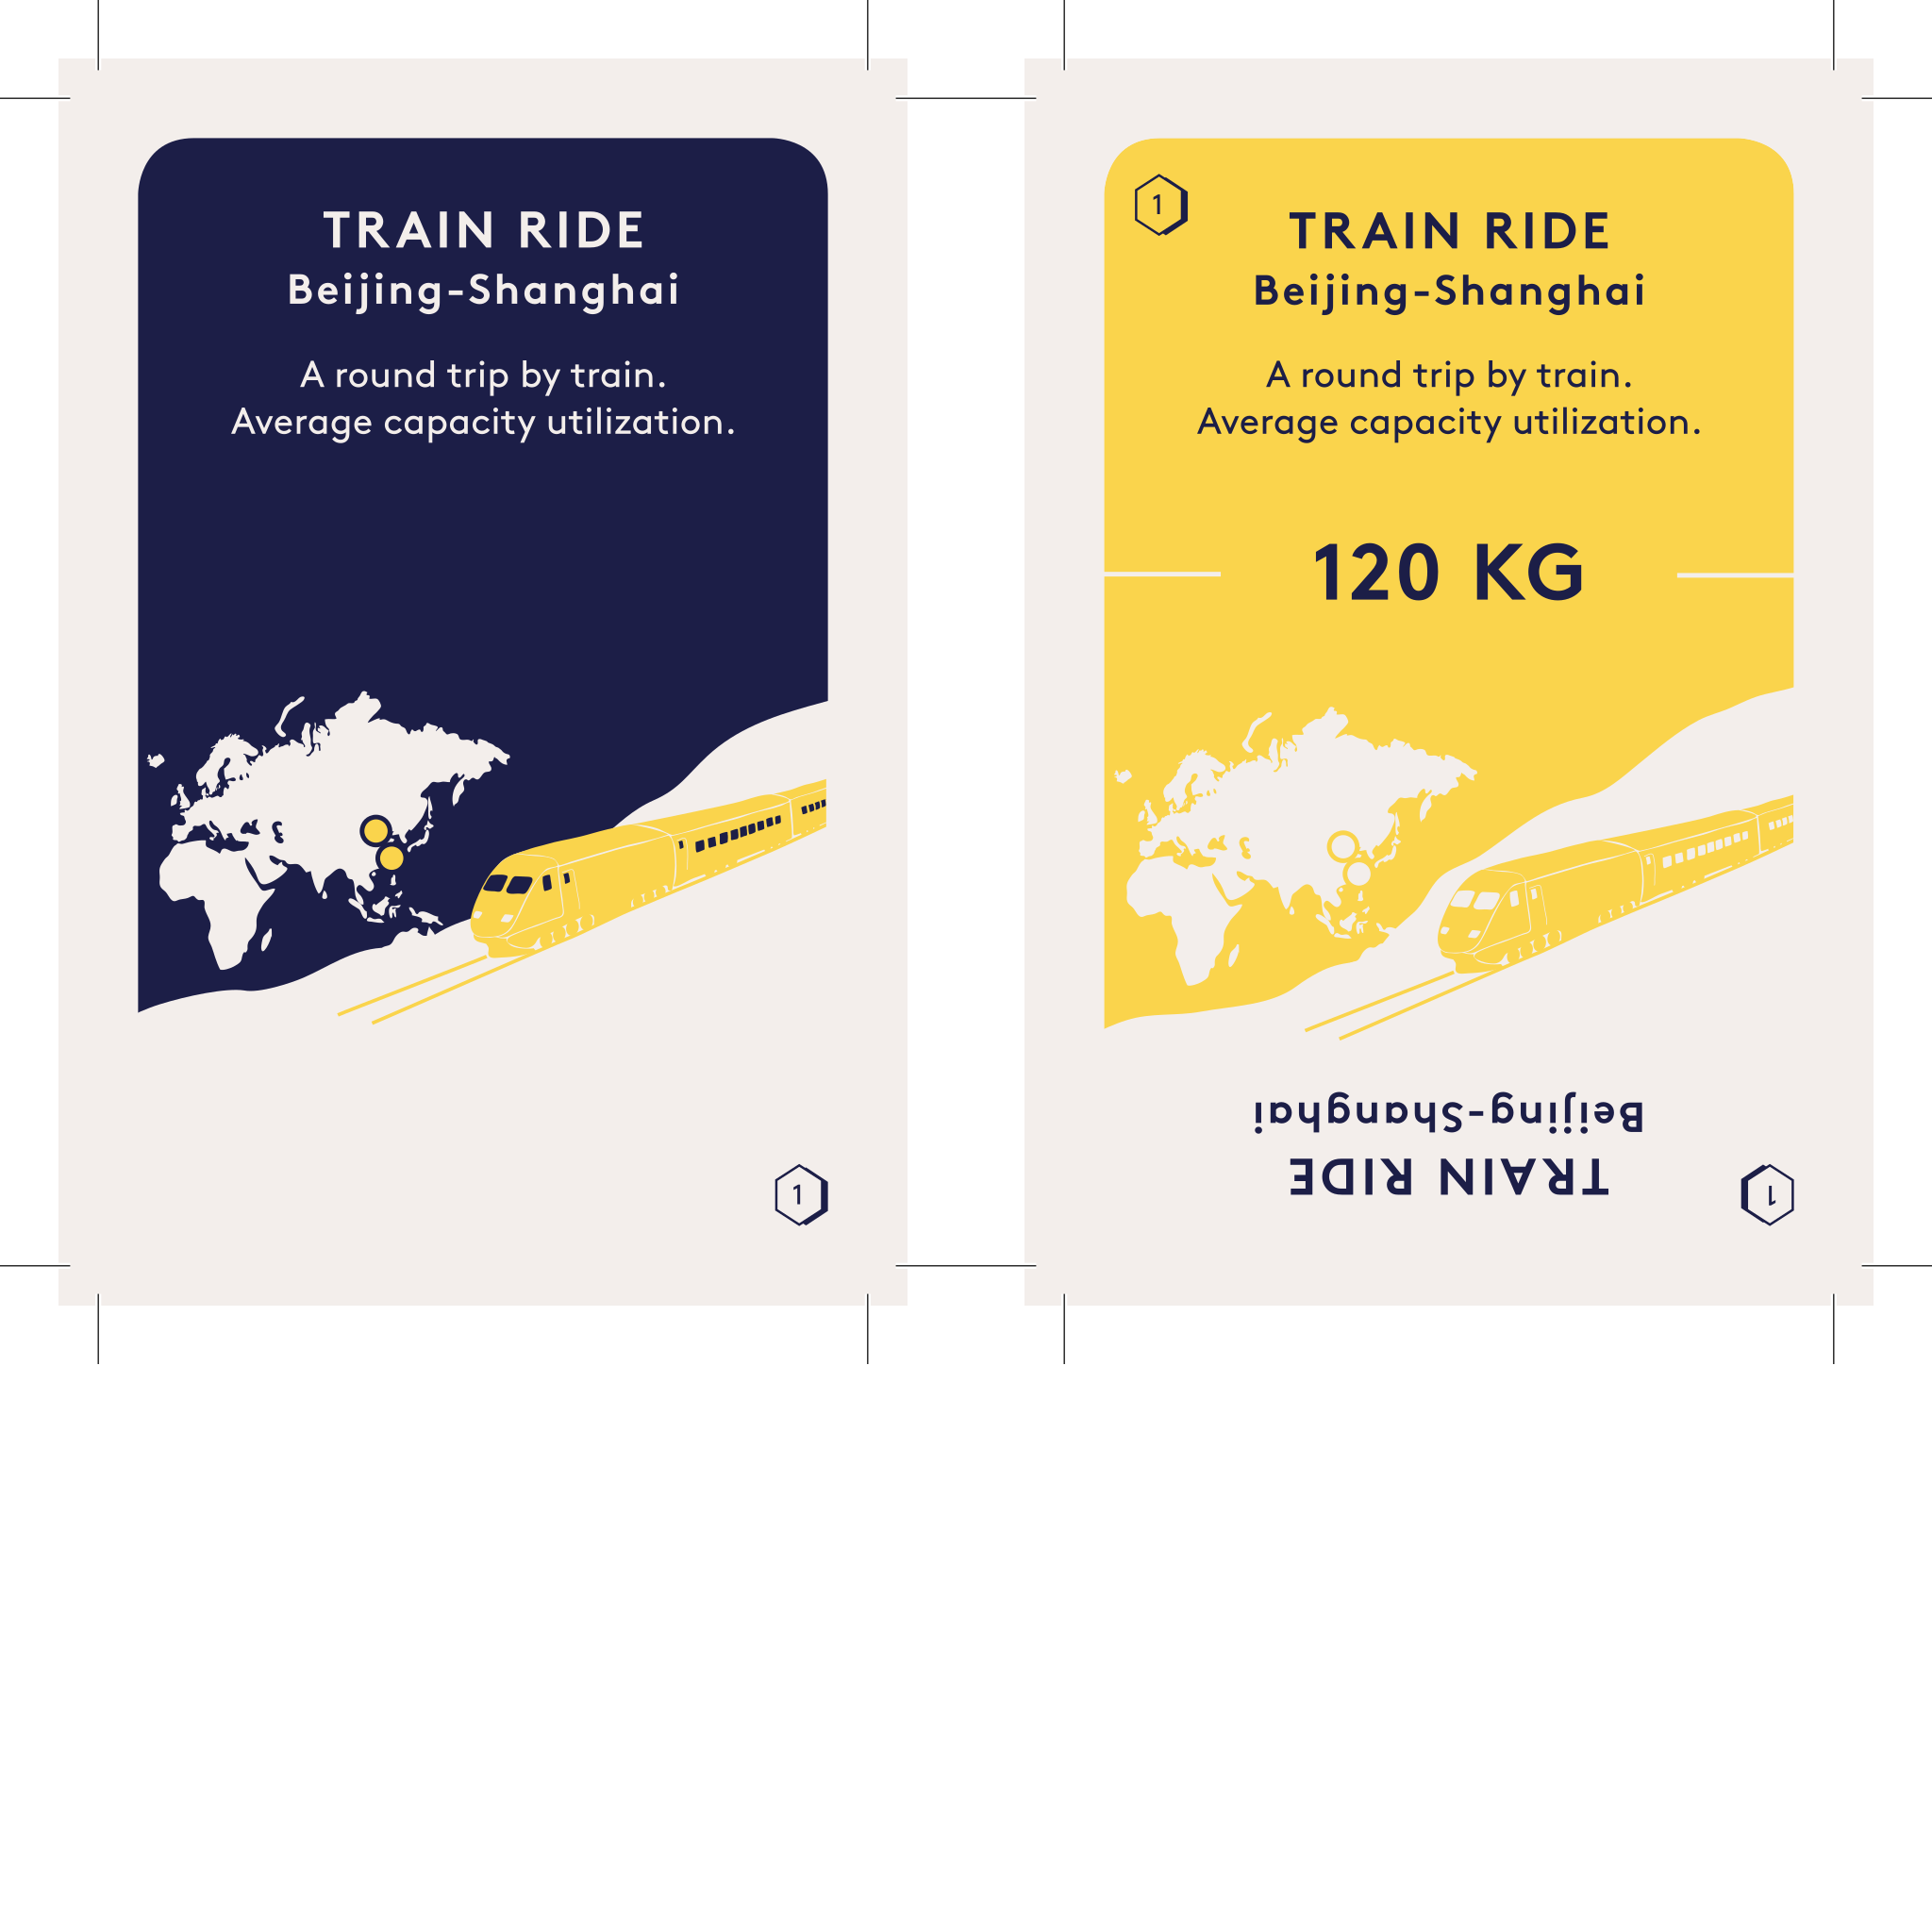 TRAIN RIDE
Beijing-Shanghai
A round trip by train.
Average capacity utilization.
1
1
TRAIN RIDE
Beijing-Shanghai
A round trip by train.
Average capacity utilization.
120 KG
Beijing-Shanghai
TRAIN RIDE
1